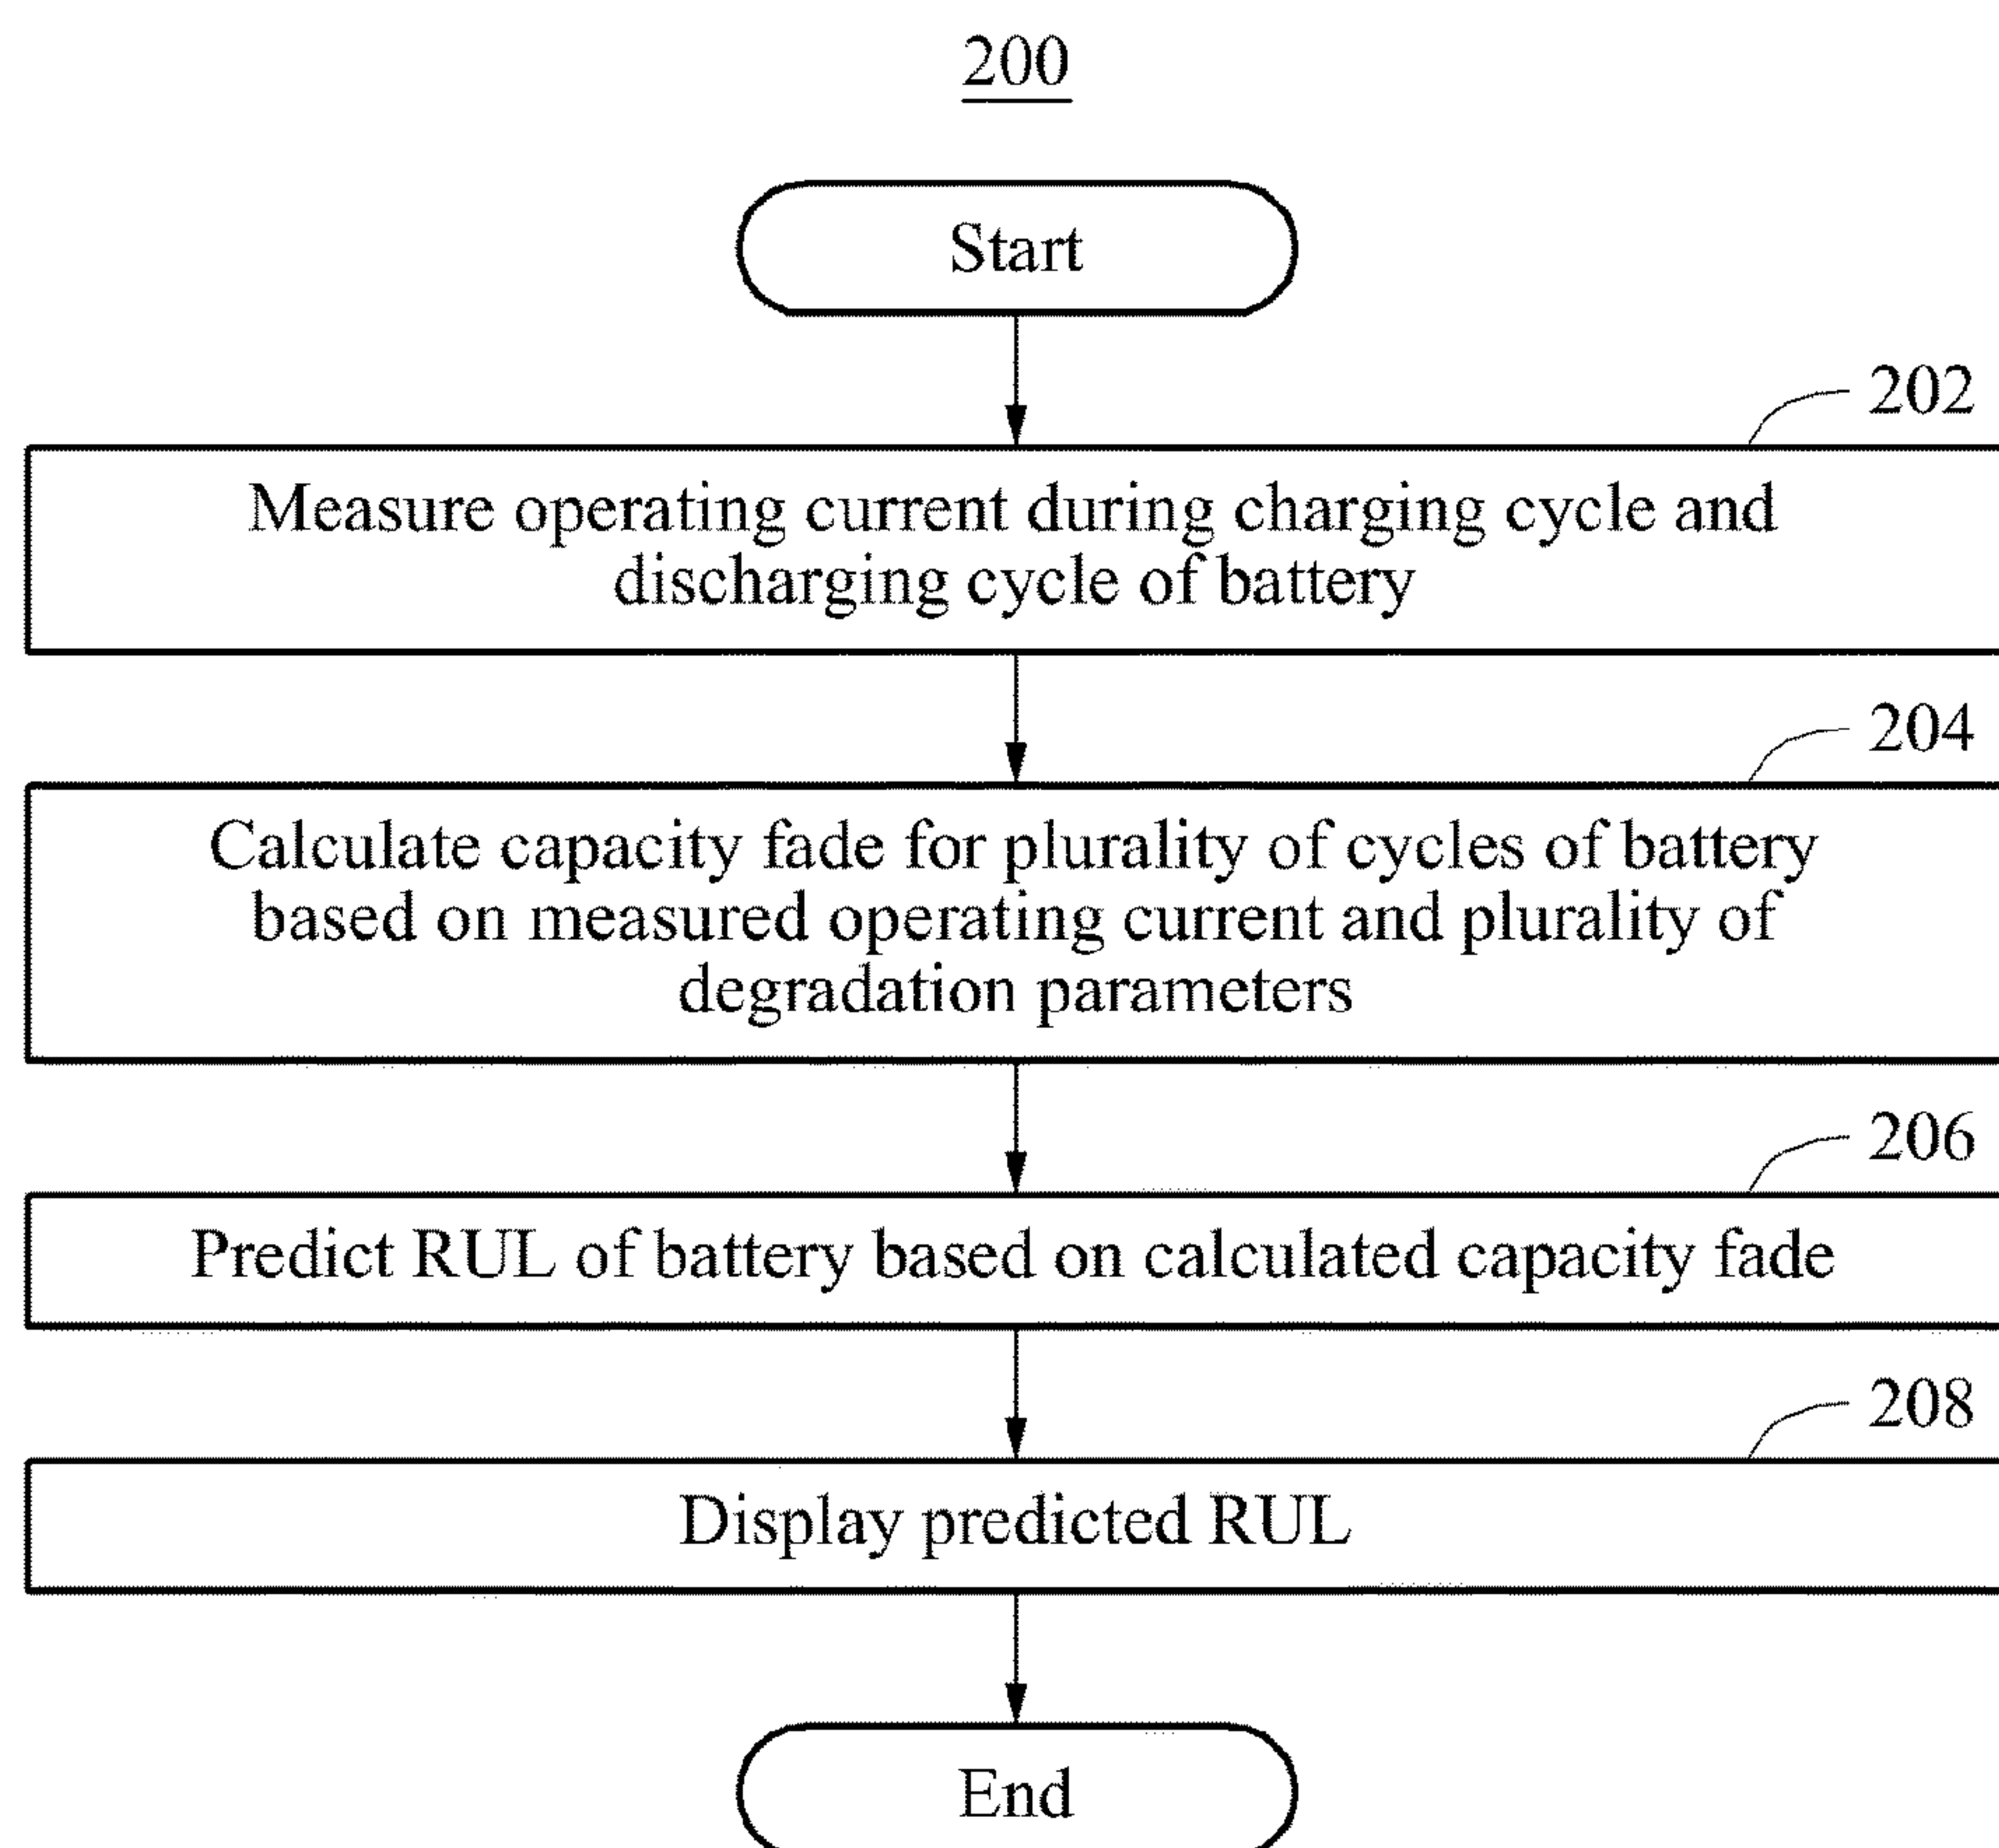 200
Start
202
Measure operating current during charging cycle and
discharging cycle of battery
204
Calculate capacity fade for plurality of cycles of battery
based on measured operating current and plurality of
degradation parameters
206
Predict RUL of battery based on calculated capacity fade
208
Display predicted RUL
End